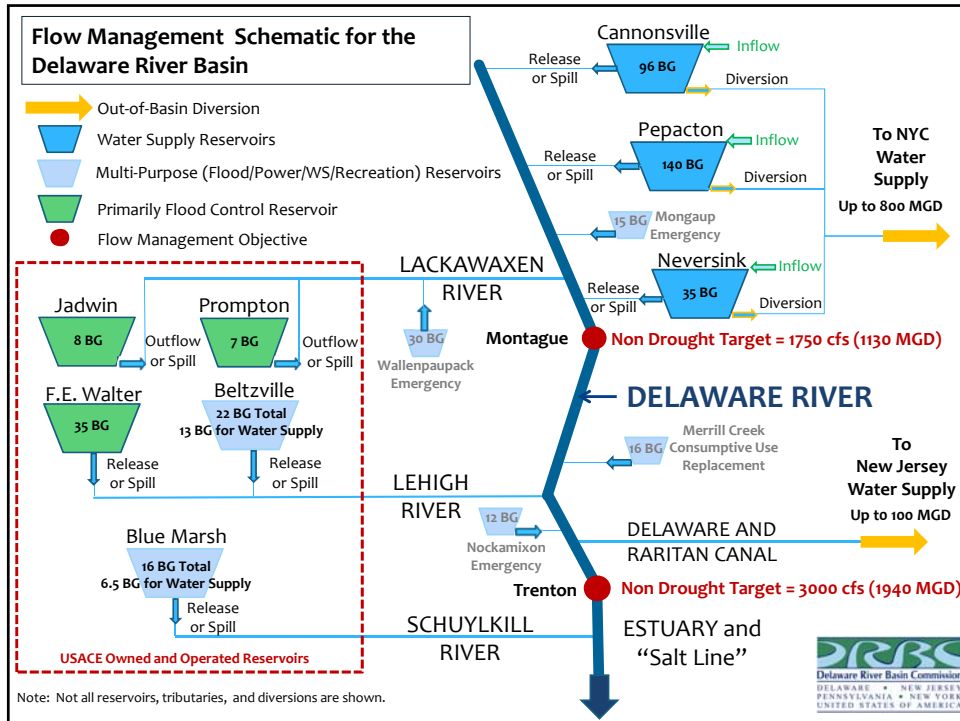 Flow Management Schematic for the
Delaware River Basin
Out-of-Basin Diversion
Water Supply Reservoirs
Multi-Purpose (Flood/Power/WS/Recreation) Reservoirs
Primarily Flood Control Reservoir
Flow Management Objective
Cannonsville
Inflow
Release
or Spill
96 BG
Diversion
Pepacton
Inflow
Release
or Spill
140 BG
Diversion
To NYC
Water
Supply
Up to 800 MGD
15 BG
Mongaup
Emergency
Neversink
Inflow
Release
or Spill
35 BG
Diversion
LACKAWAXEN
RIVER
Jadwin
8 BG
Outflow
or Spill
Prompton
7 BG
Outflow
or Spill
30 BG
Wallenpaupack
Emergency
Montague
Non Drought Target = 1750 cfs (1130 MGD)
F.E. Walter
35 BG
Release
or Spill
Beltzville
22 BG Total
13 BG for Water Supply
Release
or Spill
DELAWARE RIVER
16 BG
Merrill Creek
Consumptive Use
Replacement
To
New Jersey
Water Supply
Up to 100 MGD
LEHIGH
RIVER
12 BG
Nockamixon
Emergency
DELAWARE AND
RARITAN CANAL
Blue Marsh
16 BG Total
6.5 BG for Water Supply
Release
or Spill
Trenton
Non Drought Target = 3000 cfs (1940 MGD)
SCHUYLKILL
RIVER
ESTUARY and
“Salt Line”
USACE Owned and Operated Reservoirs
Note: Not all reservoirs, tributaries, and diversions are shown.
DRBC
Delaware River Basin Commission
DELAWARE • NEW JERSEY
PENNSYLVANIA • NEW YORK
UNITED STATES OF AMERICA